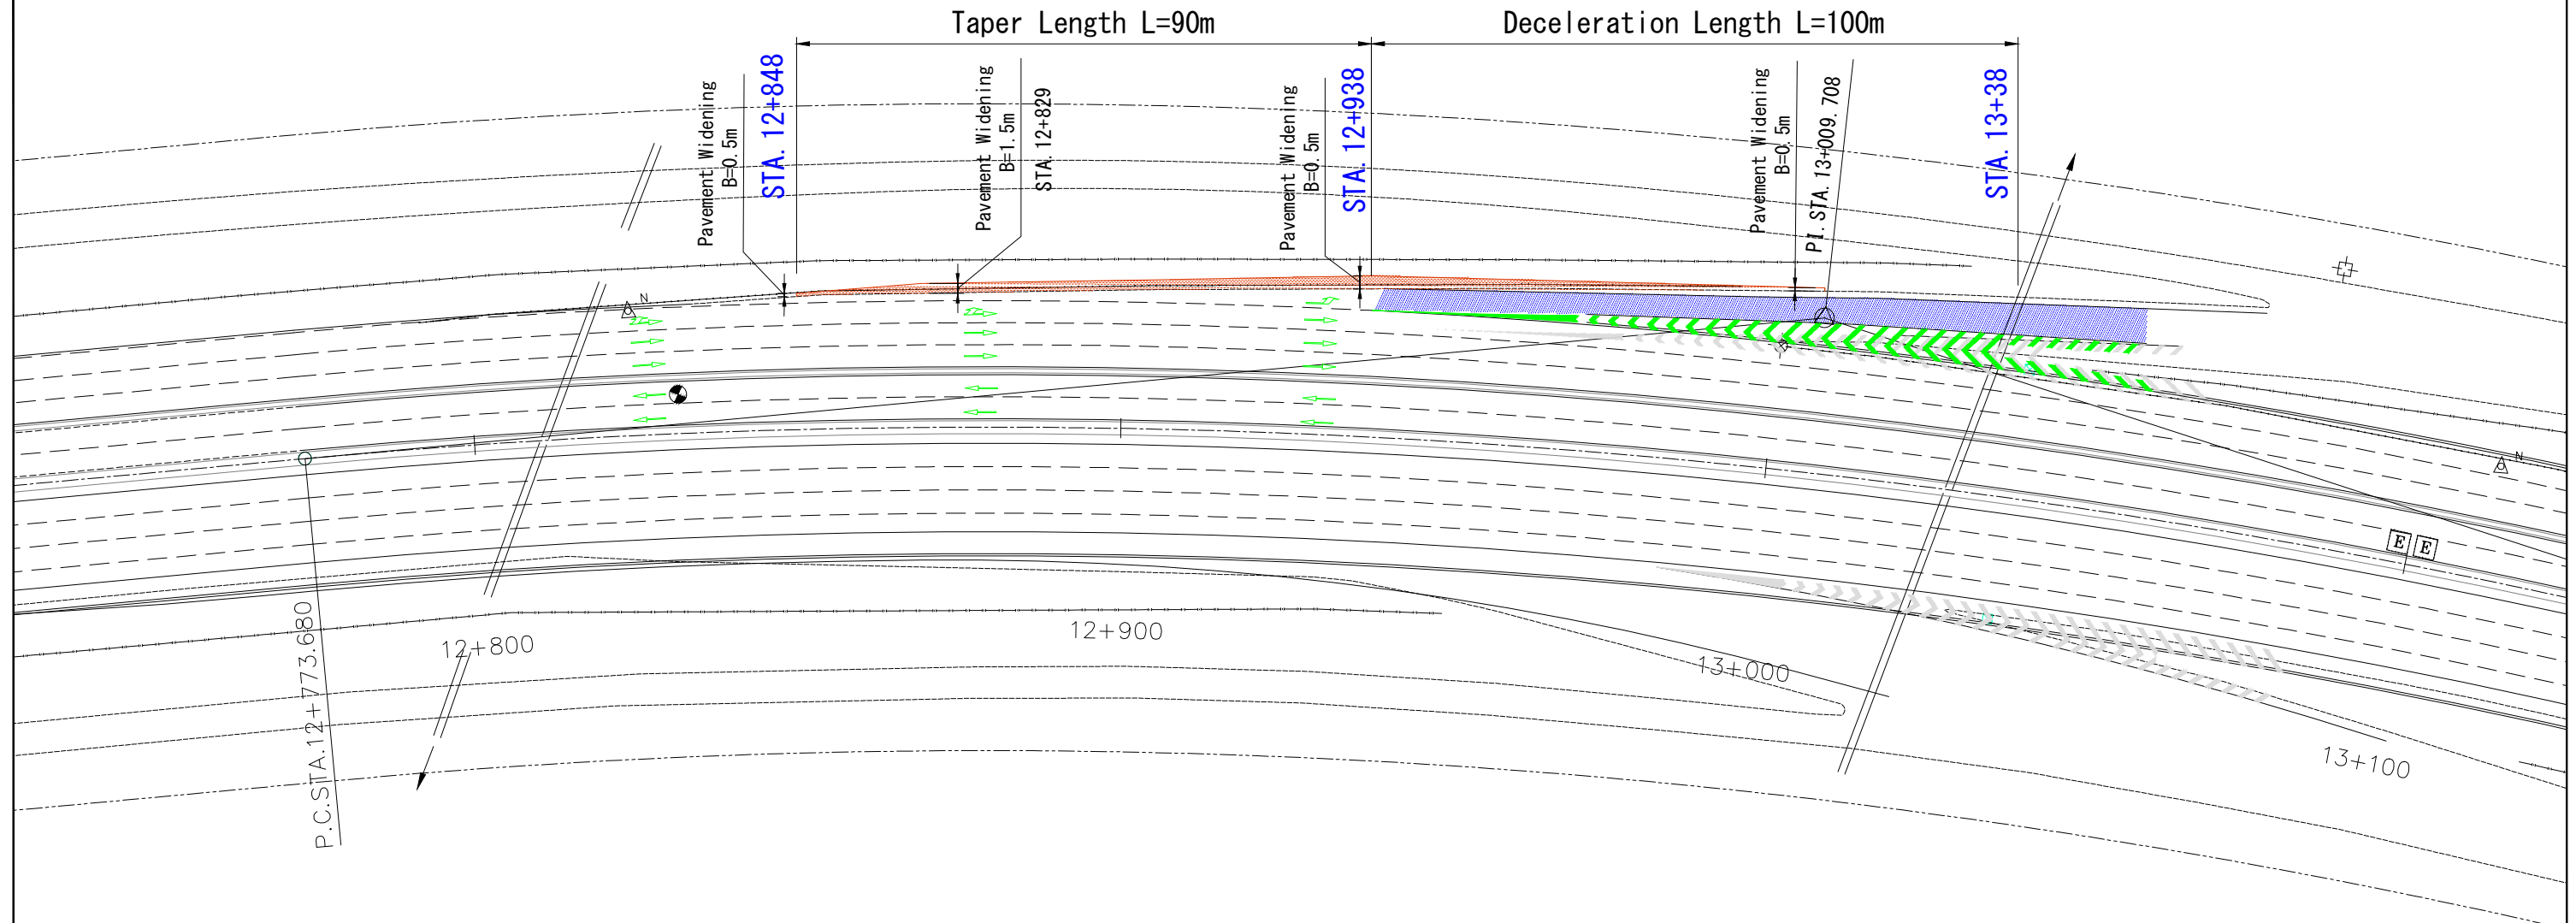 Taper Length L=90m
Deceleration Length L=100m
Pavement Widening
B=0.5m
STA. 12+848
Pavement Widening
B=1.5m
STA. 12+829
Pavement Widening
B=0.5m
STA. 12+938
Pavement Widening
B=0.5m
PI. STA. 13+009.708
STA. 13+38
N
N
E E
P.C.STA.12+773.680
12+800
12+900
13+000
13+100